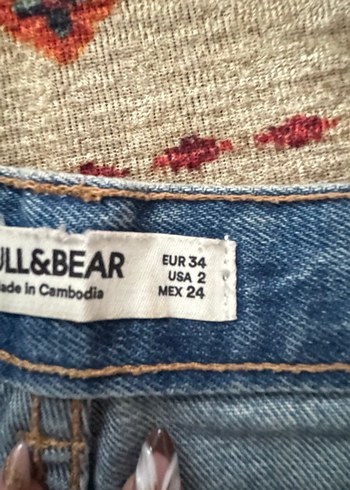 ULL&BEAR
ade in Cambodia
EUR 34
USA 2
MEX 24